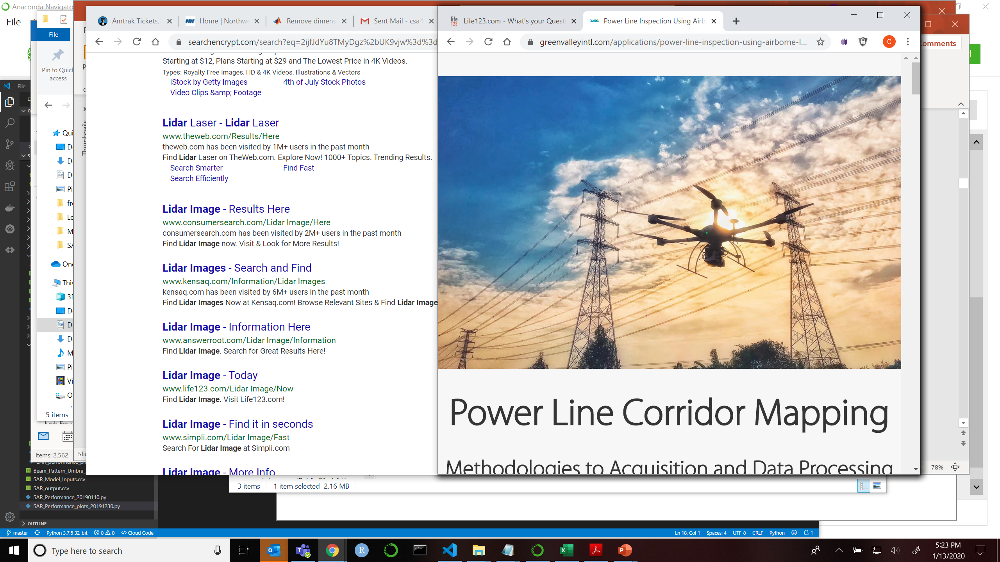 Anaconda Navigato
File
File
Pin to Quick
access
File
Qui
5 items
Items: 2,562
Thumbnails
Amtrak Tickets,
Home | Northwe
Remove dimens
Sent Mail - csa4
searchencrypt.com/search?eq=2ijfJdYu8TMyDgz%2bUK9vjw%3d%3d
Starting at $12, Plans Starting at $29 and The Lowest Price in 4K Videos.
Types: Royalty Free Images, HD & 4K Videos, Illustrations & Vectors
iStock by Getty Images 4th of July Stock Photos
Video Clips &amp; Footage
Lidar Laser - Lidar Laser
www.theweb.com/Results/Here
theweb.com has been visited by 1M+ users in the past month
Find Lidar Laser on TheWeb.com. Explore Now! 1000+ Topics. Trending Results.
Search Smarter Find Fast
Search Efficiently
Lidar Image - Results Here
www.consumersearch.com/Lidar Image/Here
consumersearch.com has been visited by 2M+ users in the past month
Find Lidar Image now. Visit & Look for More Results!
Lidar Images - Search and Find
www.kensaq.com/Information/Lidar Images
kensaq.com has been visited by 6M+ users in the past month
Find Lidar Images Now at Kensaq.com! Browse Relevant Sites & Find Lidar Image
Lidar Image - Information Here
www.answerroot.com/Lidar Image/Information
Find Lidar Image. Search for Great Results Here!
Lidar Image - Today
www.life123.com/Lidar Image/Now
Find Lidar Image. Visit Life123.com!
Lidar Image - Find it in seconds
www.simpli.com/Lidar Image/Fast
Search For Lidar Image at Simpli.com
Lidar Image - More Info
life
123
Life123.com - What's your Questi
Power Line Inspection Using Airb
greenvalleyintl.com/applications/power-line-inspection-using-airborne-l...
C
Comments
Power Line Corridor Mapping
Methodologies to Acquisition and Data Processing
78%
3 items 1 item selected 2.16 MB
Beam_Pattern_Umbra_
SAR_Model_Inputs.csv
SAR_output.csv
SAR_Performance_20190110.py
SAR_Performance_plots_20191230.py
OUTLINE
master Python 3.7.5 32-bit 0 0 Cloud Code
Ln 18, Col 1 Spaces: 4 UTF-8 CRLF Python 1
Type here to search
5:23 PM
1/13/2020